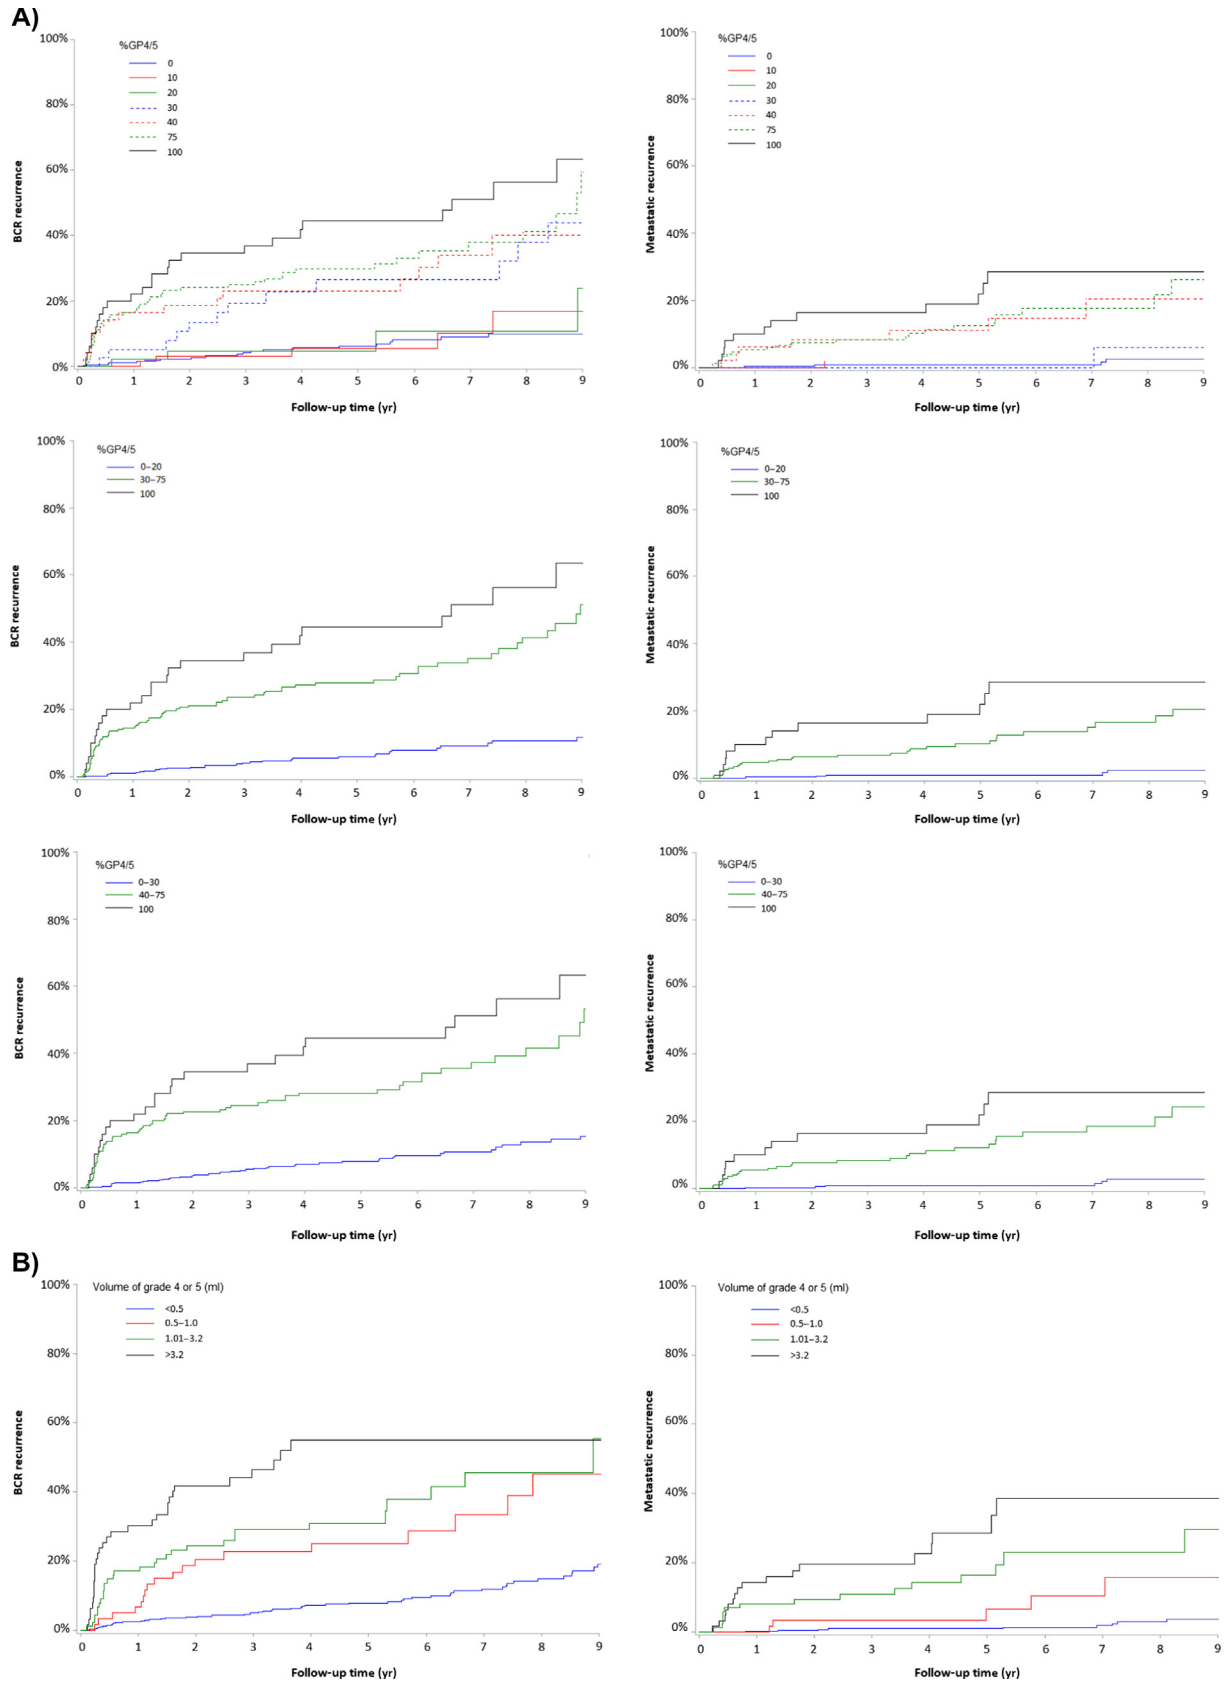 A)
100%
80%
60%
40%
20%
0%
BCR recurrence
%GP4/5
0
10
20
30
40
75
100
0 1 2 3 4 5 6 7 8 9
Follow-up time (yr)
100%
80%
60%
40%
20%
0%
Metastatic recurrence
%GP4/5
0
10
20
30
40
75
100
0 1 2 3 4 5 6 7 8 9
Follow-up time (yr)
100%
80%
60%
40%
20%
0%
BCR recurrence
%GP4/5
0–20
30–75
100
0 1 2 3 4 5 6 7 8 9
Follow-up time (yr)
100%
80%
60%
40%
20%
0%
Metastatic recurrence
%GP4/5
0–20
30–75
100
0 1 2 3 4 5 6 7 8 9
Follow-up time (yr)
100%
80%
60%
40%
20%
0%
BCR recurrence
%GP4/5
0–30
40–75
100
0 1 2 3 4 5 6 7 8 9
Follow-up time (yr)
100%
80%
60%
40%
20%
0%
Metastatic recurrence
%GP4/5
0–30
40–75
100
0 1 2 3 4 5 6 7 8 9
Follow-up time (yr)
B)
100%
80%
60%
40%
20%
0%
BCR recurrence
Volume of grade 4 or 5 (ml)
<0.5
0.5–1.0
1.01–3.2
>3.2
0 1 2 3 4 5 6 7 8 9
Follow-up time (yr)
100%
80%
60%
40%
20%
0%
Metastatic recurrence
Volume of grade 4 or 5 (ml)
<0.5
0.5–1.0
1.01–3.2
>3.2
0 1 2 3 4 5 6 7 8 9
Follow-up time (yr)